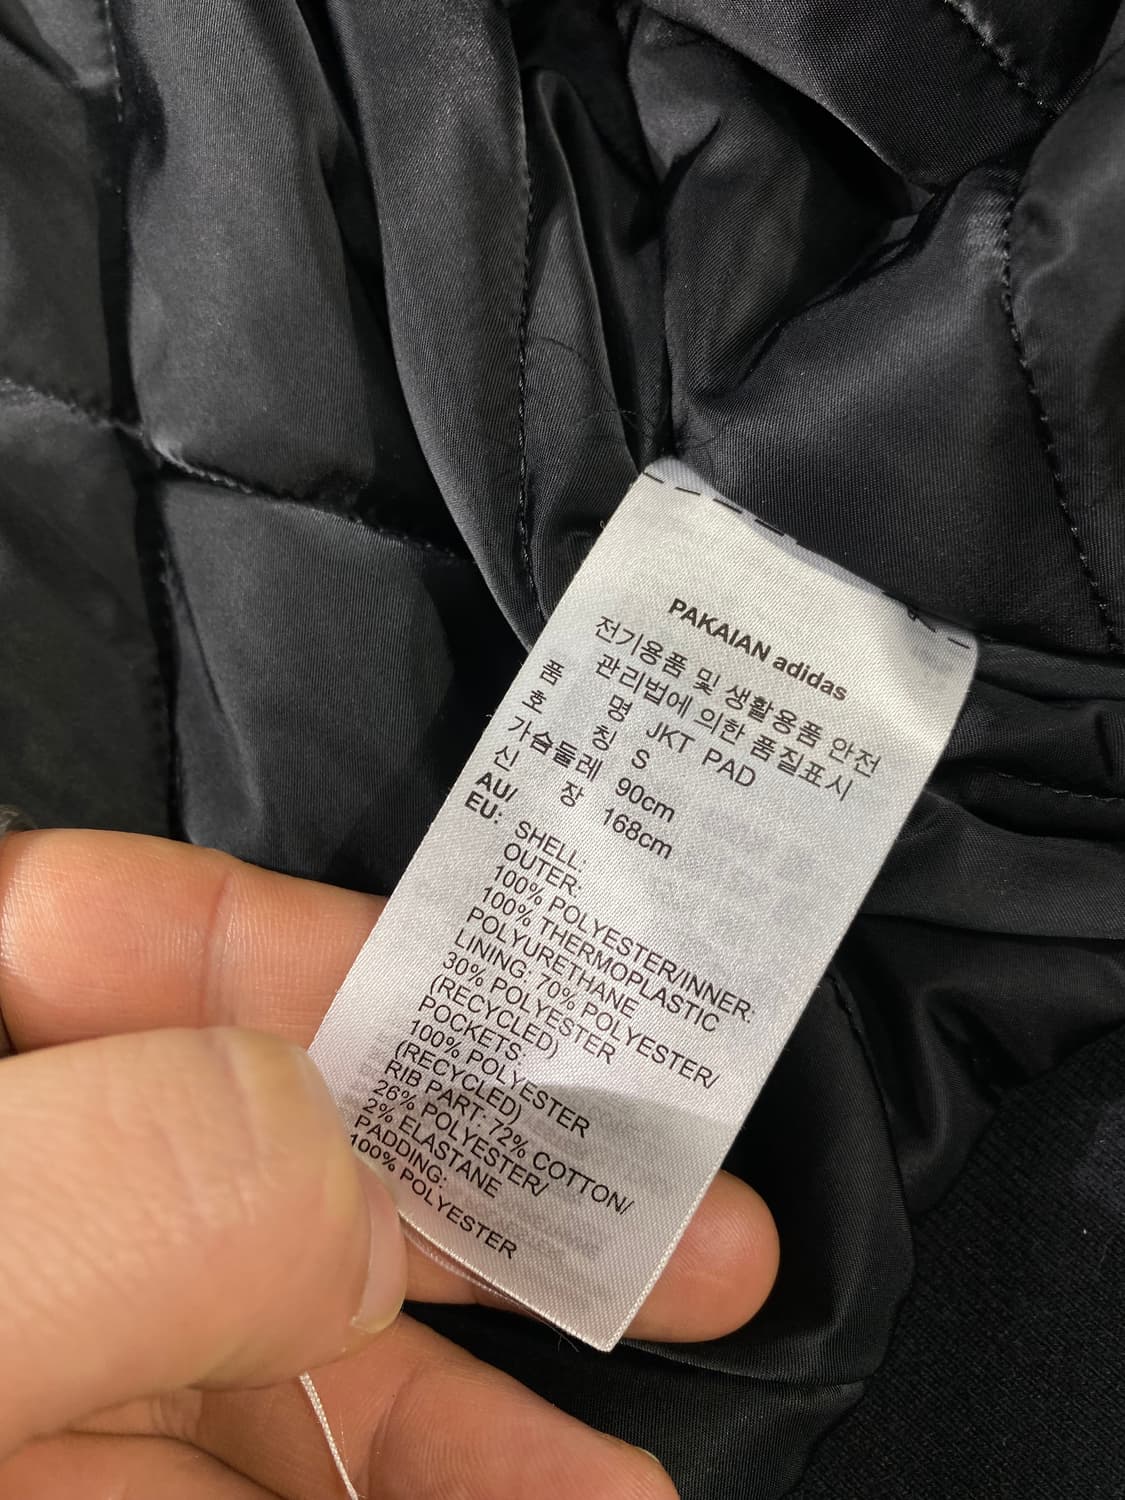 PAKAIAN adidas
전기용품 및 생활용품 안전
관리법에 의한 품질표시
품 명 JKT PAD
호 칭 S
가슴둘레 90cm
신 장 168cm
AU/
EU:
SHELL:
OUTER:
100% POLYESTER/INNER:
100% THERMOPLASTIC
POLYURETHANE
LINING: 70% POLYESTER/
30% POLYESTER
(RECYCLED)
POCKETS:
100% POLYESTER
(RECYCLED)
RIB PART: 72% COTTON/
26% POLYESTER/
2% ELASTANE
PADDING:
100% POLYESTER